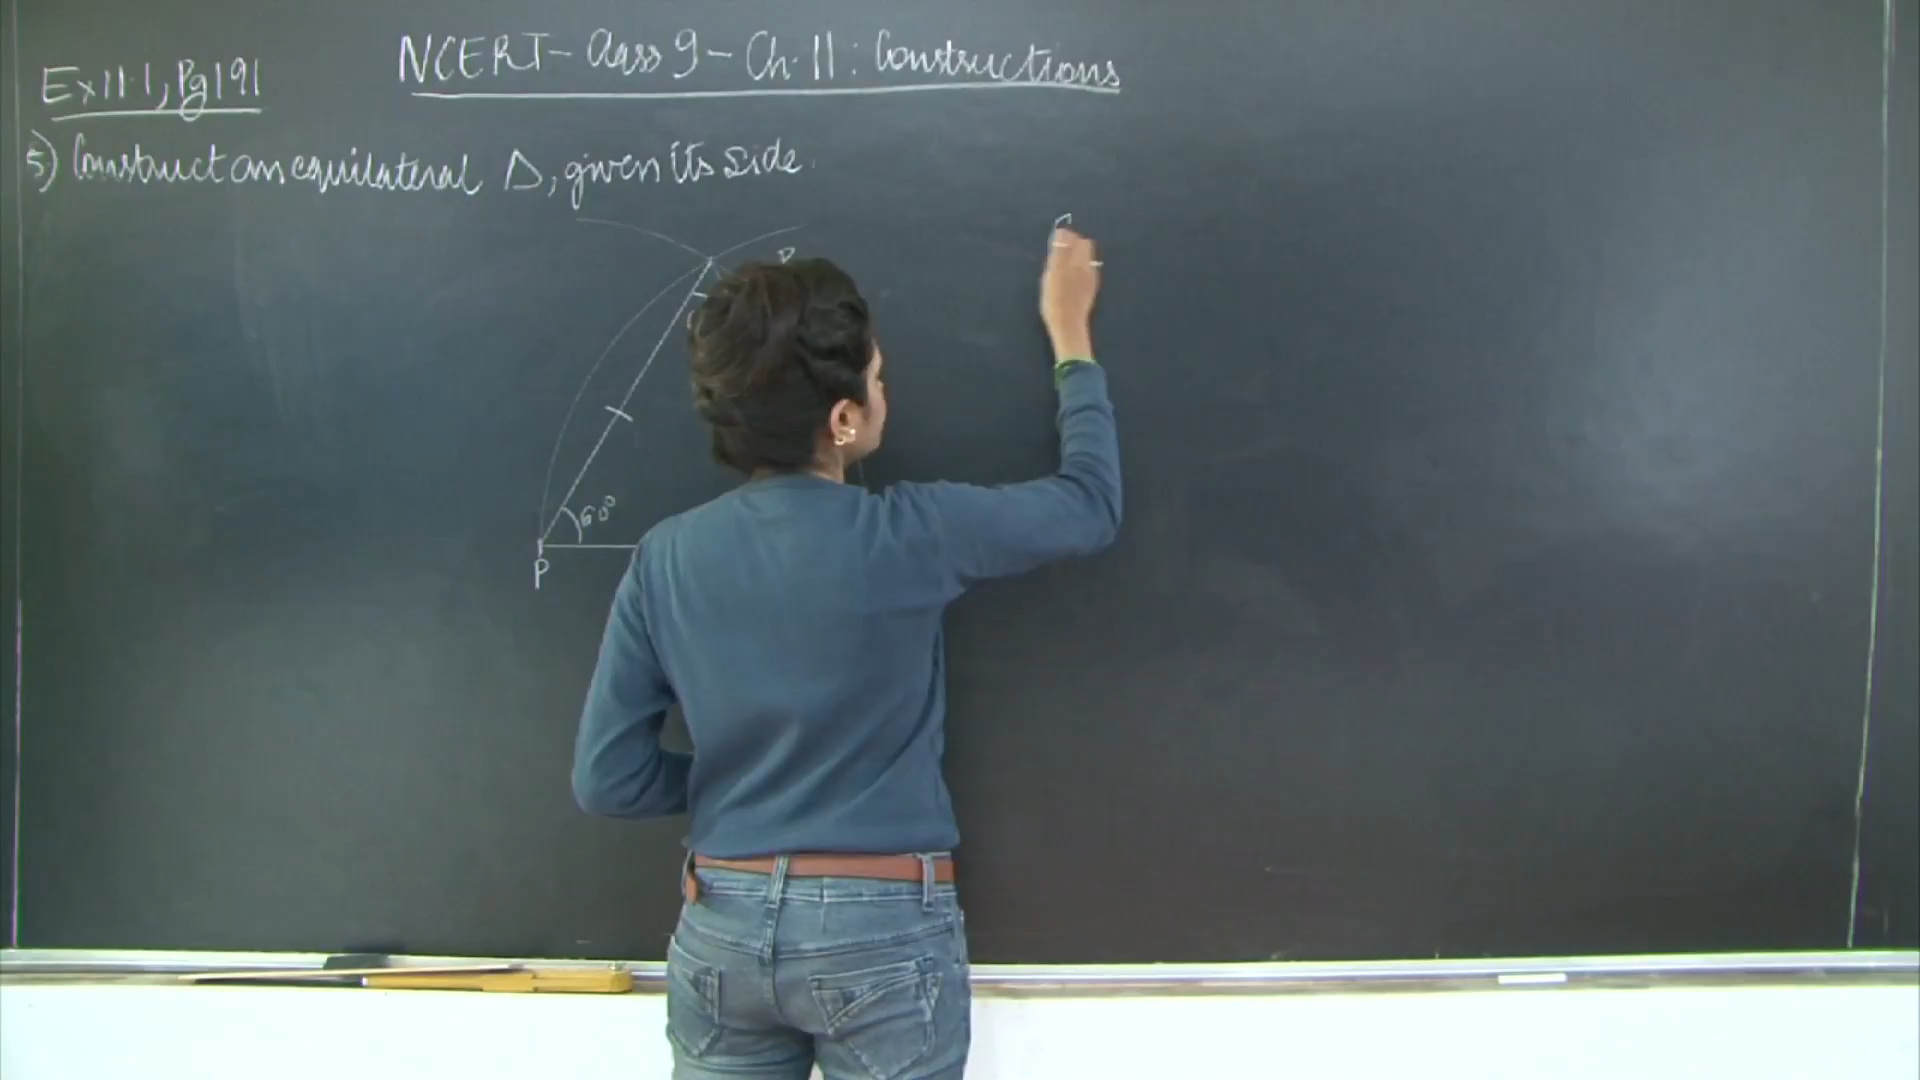 NCERT - Class 9 - Ch. 11 : Constructions
Ex 11.1, Pg 191
5) Construct an equilateral Δ, given its side.
60°
P